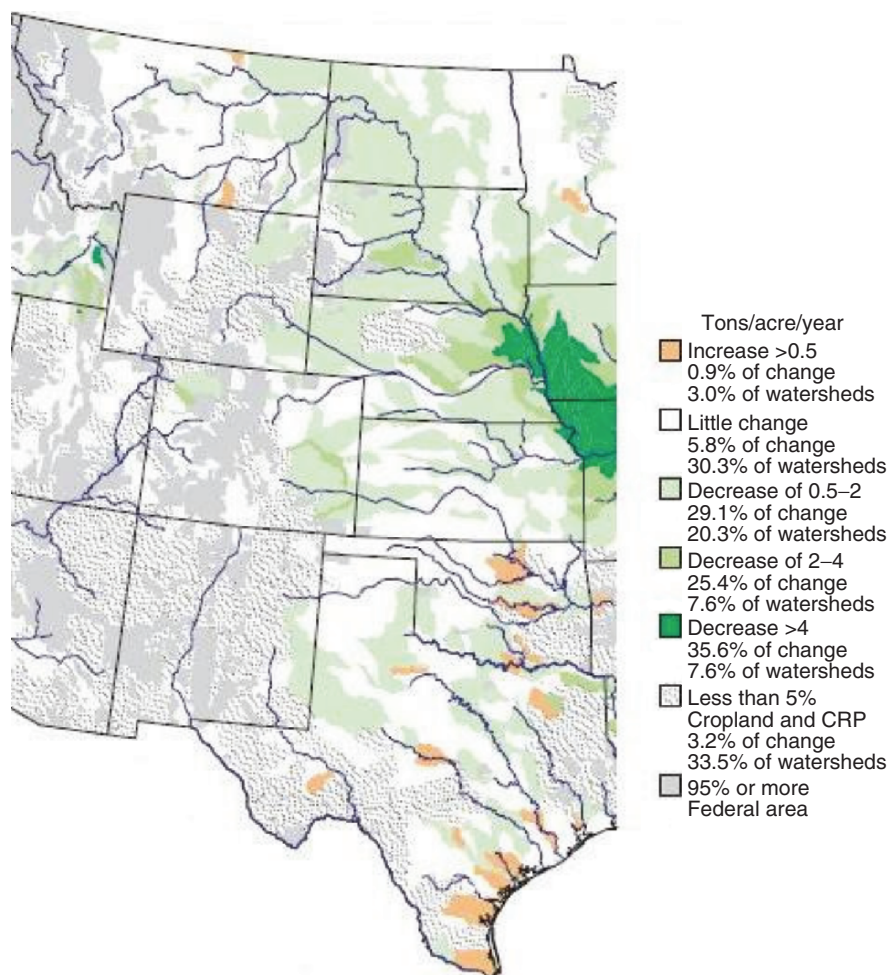 Tons/acre/year
Increase >0.5
0.9% of change
3.0% of watersheds
Little change
5.8% of change
30.3% of watersheds
Decrease of 0.5–2
29.1% of change
20.3% of watersheds
Decrease of 2–4
25.4% of change
7.6% of watersheds
Decrease >4
35.6% of change
7.6% of watersheds
Less than 5%
Cropland and CRP
3.2% of change
33.5% of watersheds
95% or more
Federal area